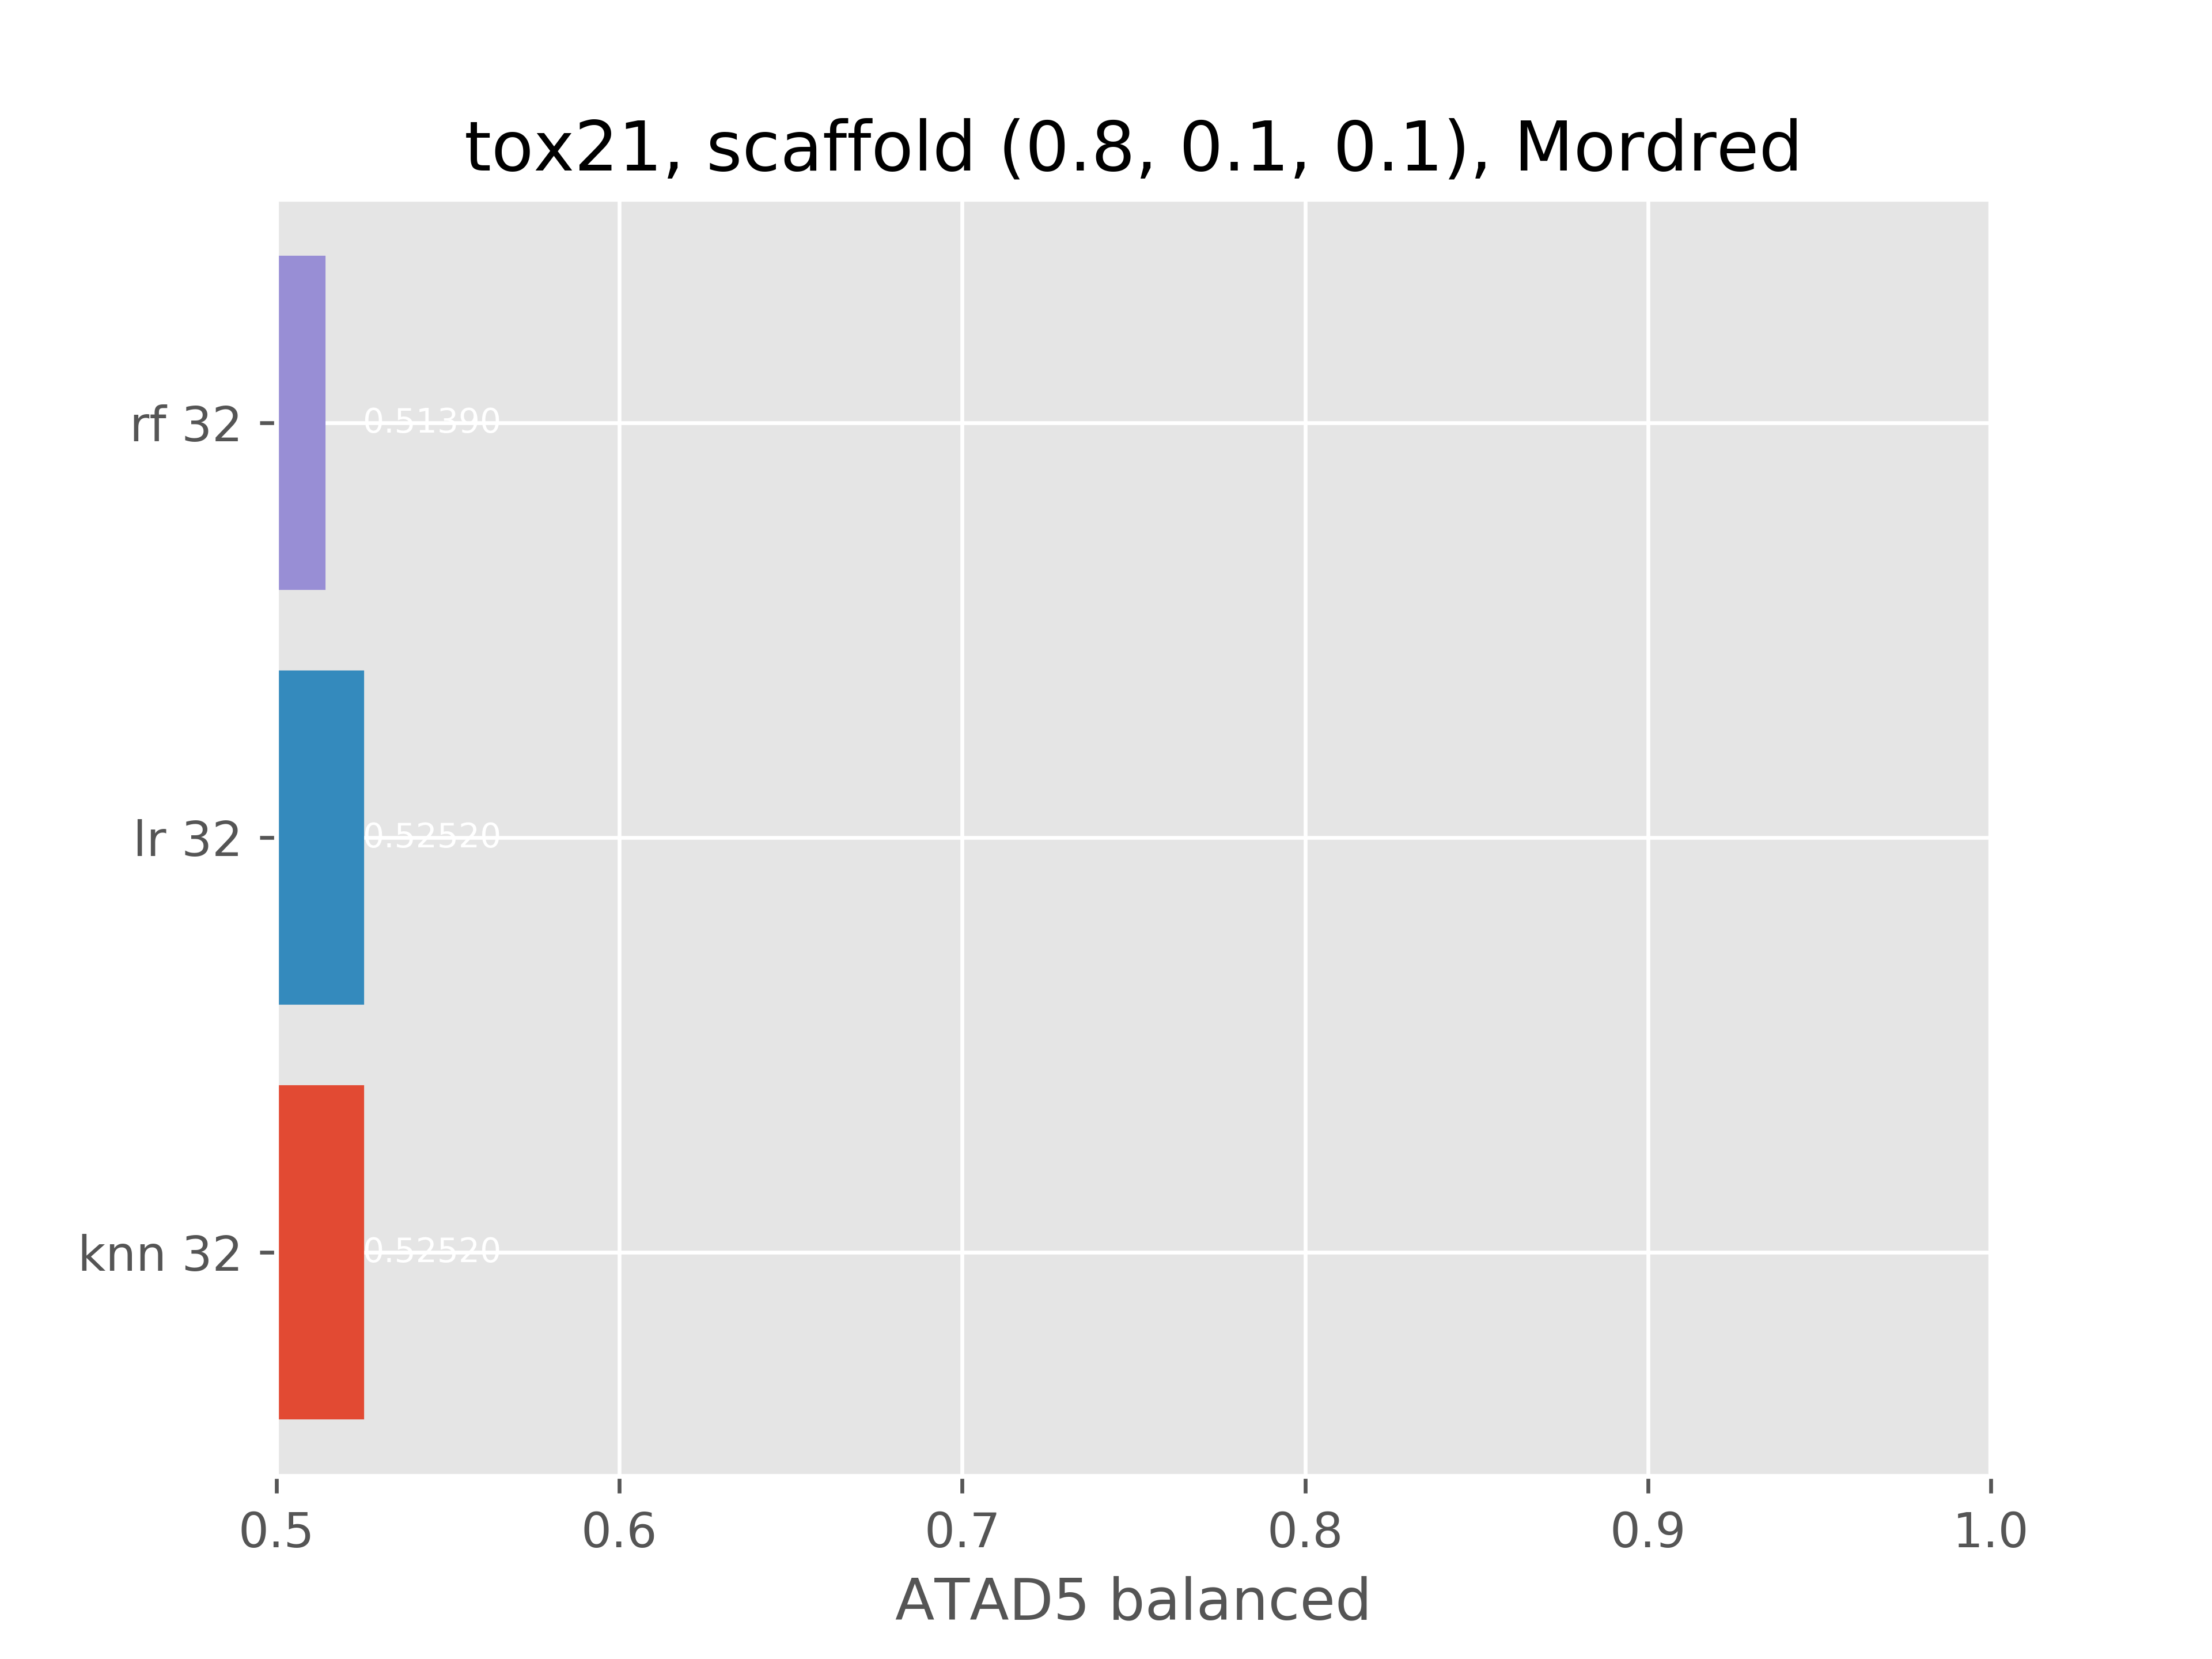 tox21, scaffold (0.8, 0.1, 0.1), Mordred
rf 32
0.51390
lr 32
0.52520
knn 32
0.52520
0.5 0.6 0.7 0.8 0.9 1.0
ATAD5 balanced